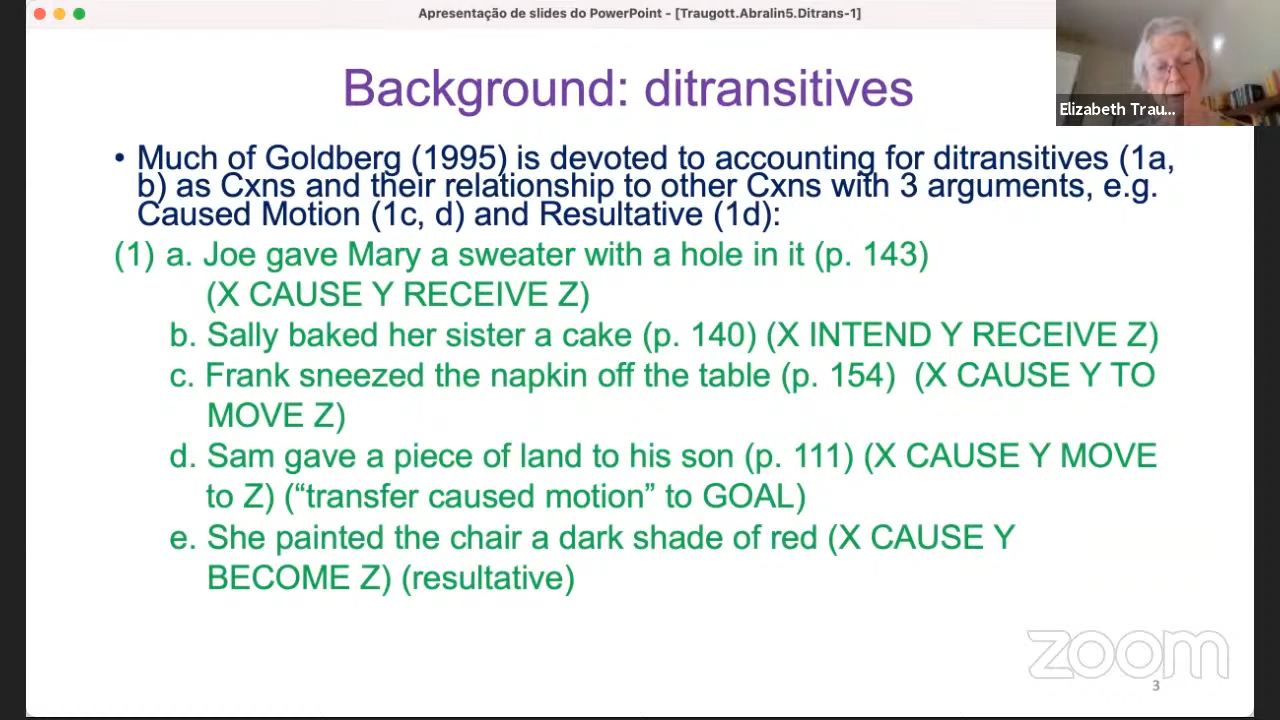 Apresentação de slides do PowerPoint - [Traugott.Abralin5.Ditrans-1]
Elizabeth Trau...
Background: ditransitives
• Much of Goldberg (1995) is devoted to accounting for ditransitives (1a,
b) as Cxns and their relationship to other Cxns with 3 arguments, e.g.
Caused Motion (1c, d) and Resultative (1d):
(1) a. Joe gave Mary a sweater with a hole in it (p. 143)
(X CAUSE Y RECEIVE Z)
b. Sally baked her sister a cake (p. 140) (X INTEND Y RECEIVE Z)
c. Frank sneezed the napkin off the table (p. 154) (X CAUSE Y TO
MOVE Z)
d. Sam gave a piece of land to his son (p. 111) (X CAUSE Y MOVE
to Z) (“transfer caused motion” to GOAL)
e. She painted the chair a dark shade of red (X CAUSE Y
BECOME Z) (resultative)
zoom
3